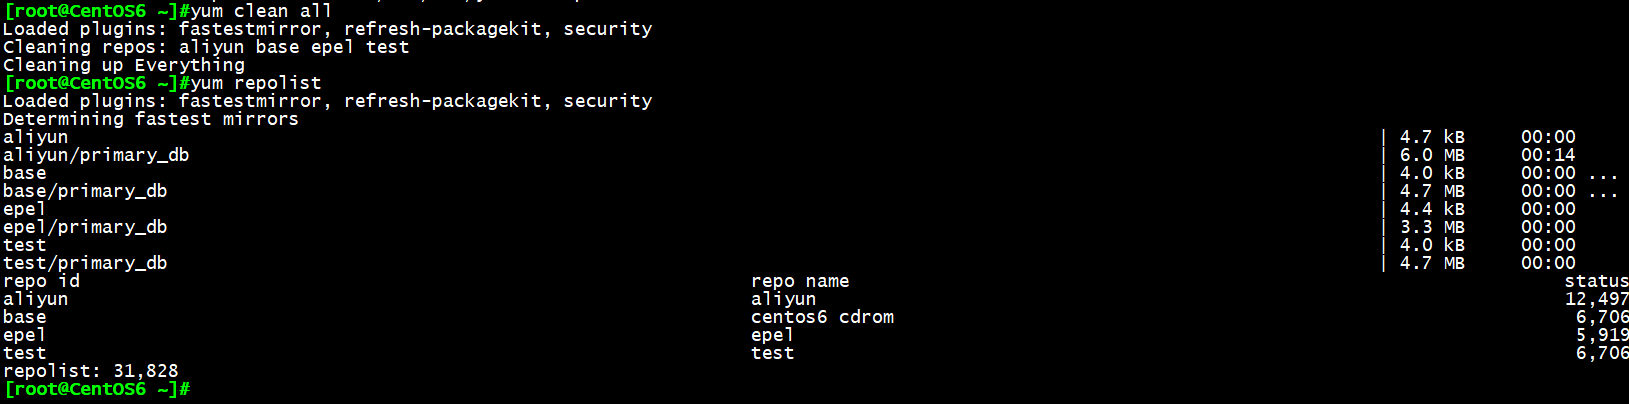 [root@CentOS6 ~]#yum clean all
Loaded plugins: fastestmirror, refresh-packagekit, security
Cleaning repos: aliyun base epel test
Cleaning up Everything
[root@CentOS6 ~]#yum repolist
Loaded plugins: fastestmirror, refresh-packagekit, security
Determining fastest mirrors
aliyun | 4.7 kB 00:00
aliyun/primary_db | 6.0 MB 00:14
base | 4.0 kB 00:00 ...
base/primary_db | 4.7 MB 00:00 ...
epel | 4.4 kB 00:00
epel/primary_db | 3.3 MB 00:00
test | 4.0 kB 00:00
test/primary_db | 4.7 MB 00:00
repo id repo name status
aliyun aliyun 12,497
base centos6 cdrom 6,706
epel epel 5,919
test test 6,706
repolist: 31,828
[root@CentOS6 ~]#